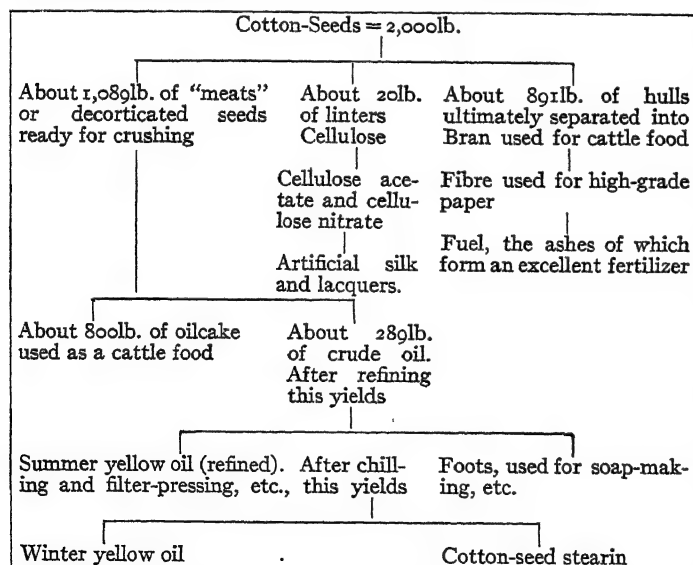 Cotton-Seeds = 2,000lb.
About 1,089lb. of "meats"
or decorticated seeds
ready for crushing
About 20lb.
of linters
Cellulose
Cellulose ace-
tate and cellu-
lose nitrate
Artificial silk
and lacquers.
About 891lb. of hulls
ultimately separated into
Bran used for cattle food
Fibre used for high-grade
paper
Fuel, the ashes of which
form an excellent fertilizer
About 800lb. of oilcake
used as a cattle food
About 289lb.
of crude oil.
After refining
this yields
Summer yellow oil (refined). After chill-
ing and filter-pressing, etc., this yields
Foots, used for soap-mak-
ing, etc.
Winter yellow oil
Cotton-seed stearin